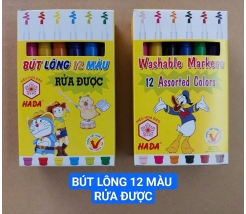 BÚT LÔNG 12 MÀU
RỬA ĐƯỢC
HADA
Washable Markers
12 Assorted Colors
HADA
BÚT LÔNG 12 MÀU
RỬA ĐƯỢC